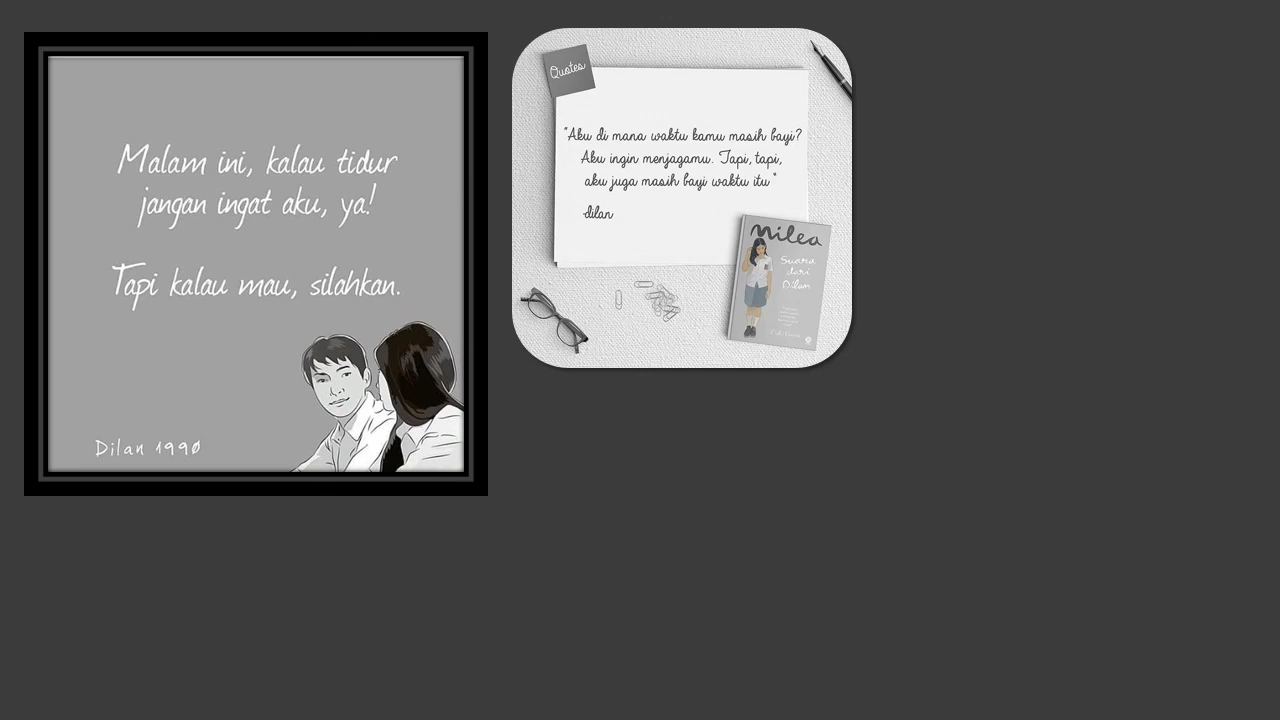 Malam ini, kalau tidur
jangan ingat aku, ya!
Tapi kalau mau, silahkan.
Dilan 1990
Quotes
"Aku di mana waktu kamu masih bayi?
Aku ingin menjagamu. Tapi, tapi,
aku juga masih bayi waktu itu"
dilan
Milea
Suara
dari
Dilan